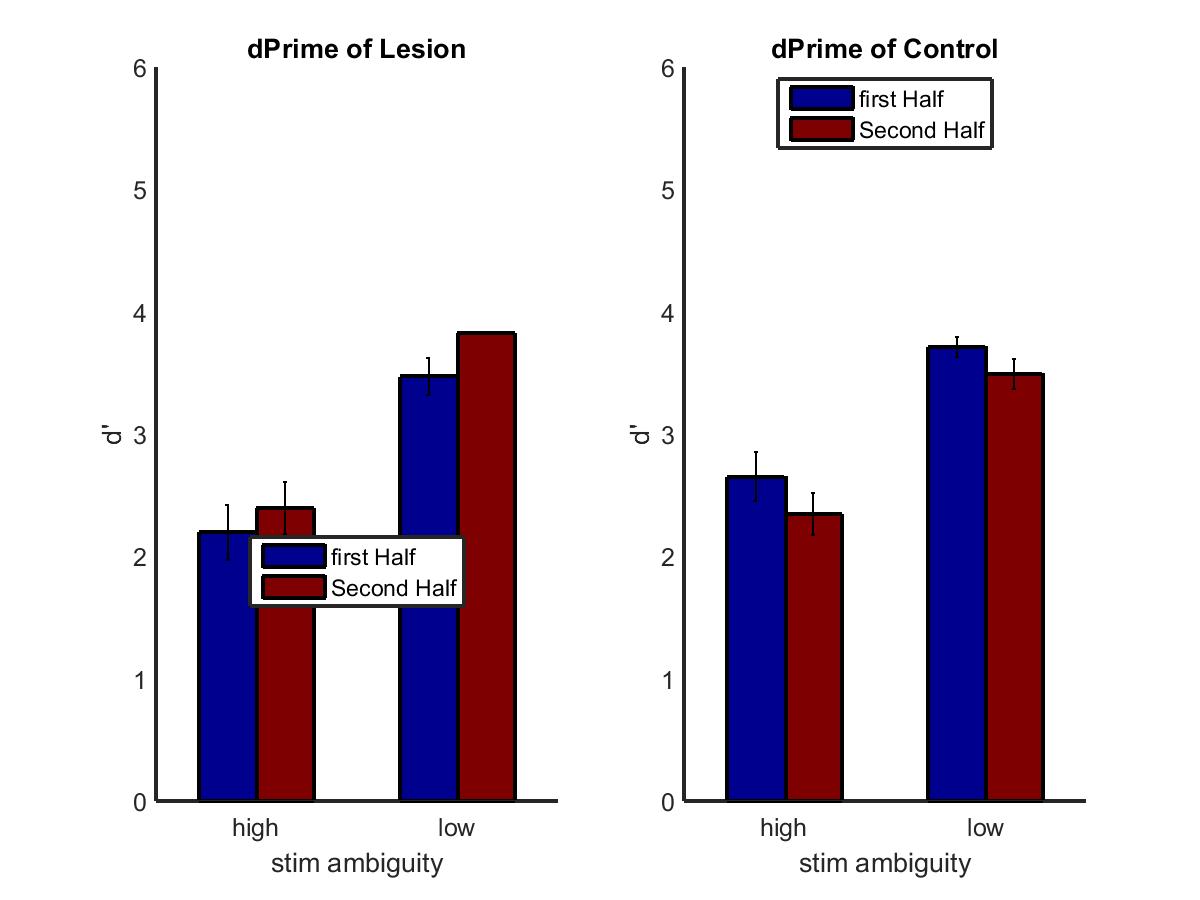 dPrime of Lesion
6
5
4
3
2
1
0
d'
first Half
Second Half
high low
stim ambiguity
dPrime of Control
6
5
4
3
2
1
0
d'
first Half
Second Half
high low
stim ambiguity